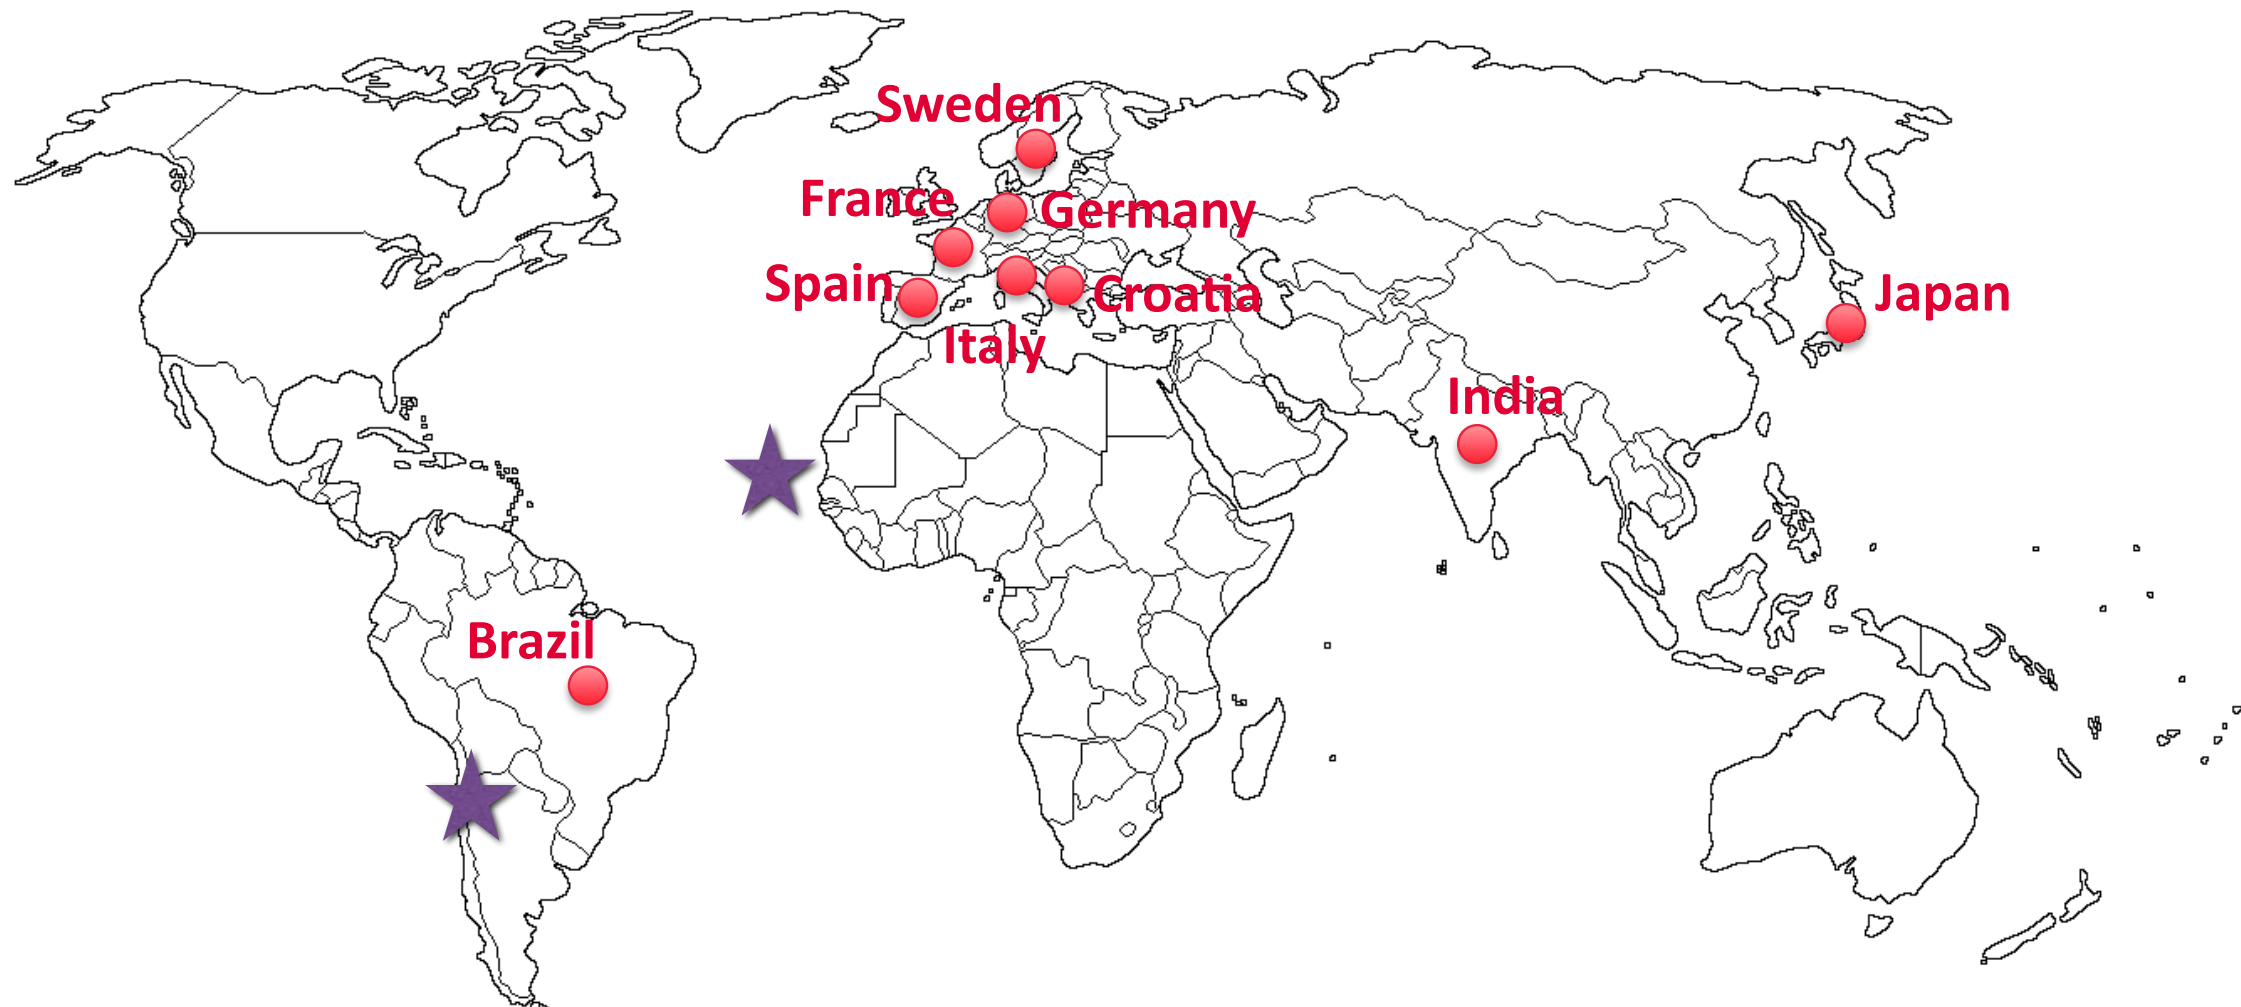 Sweden
France
Germany
Spain
Croatia
Japan
Italy
India
Brazil